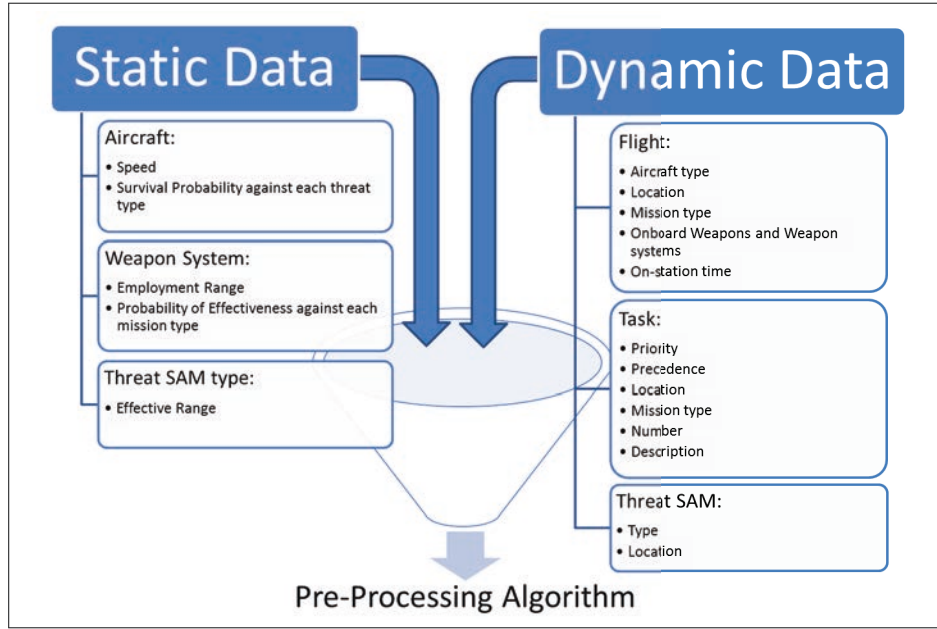 Static Data
Aircraft:
• Speed
• Survival Probability against each threat
type
Weapon System:
• Employment Range
• Probability of Effectiveness against each
mission type
Threat SAM type:
• Effective Range
Dynamic Data
Flight:
• Aircraft type
• Location
• Mission type
• Onboard Weapons and Weapon
systems
• On-station time
Task:
• Priority
• Precedence
• Location
• Mission type
• Number
• Description
Threat SAM:
• Type
• Location
Pre-Processing Algorithm